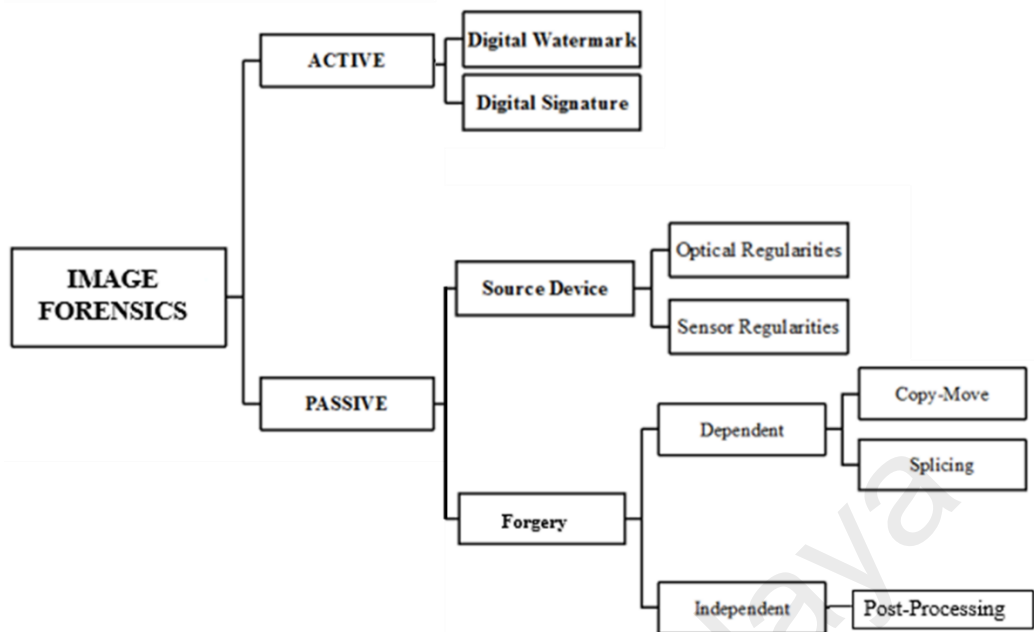 ACTIVE
Digital Watermark
Digital Signature
IMAGE
FORENSICS
PASSIVE
Source Device
Optical Regularities
Sensor Regularities
Forgery
Dependent
Copy-Move
Splicing
Independent
Post-Processing
laya